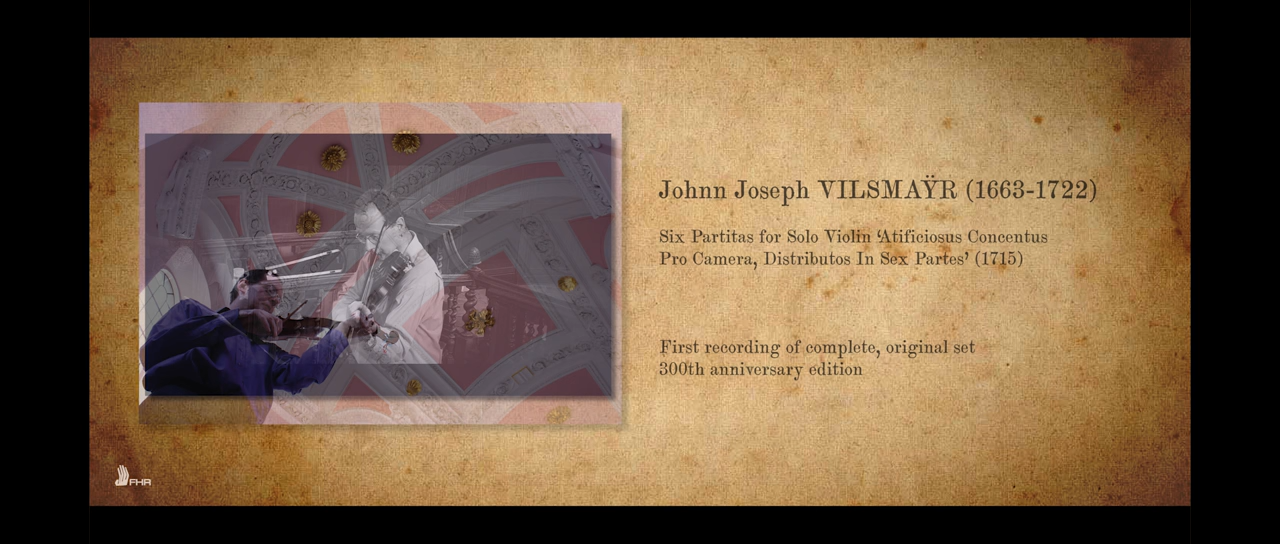 Johnn Joseph VILSMAŸR (1663-1722)
Six Partitas for Solo Violin ‘Atificiosus Concentus
Pro Camera, Distributos In Sex Partes’ (1715)
First recording of complete, original set
300th anniversary edition
FHR